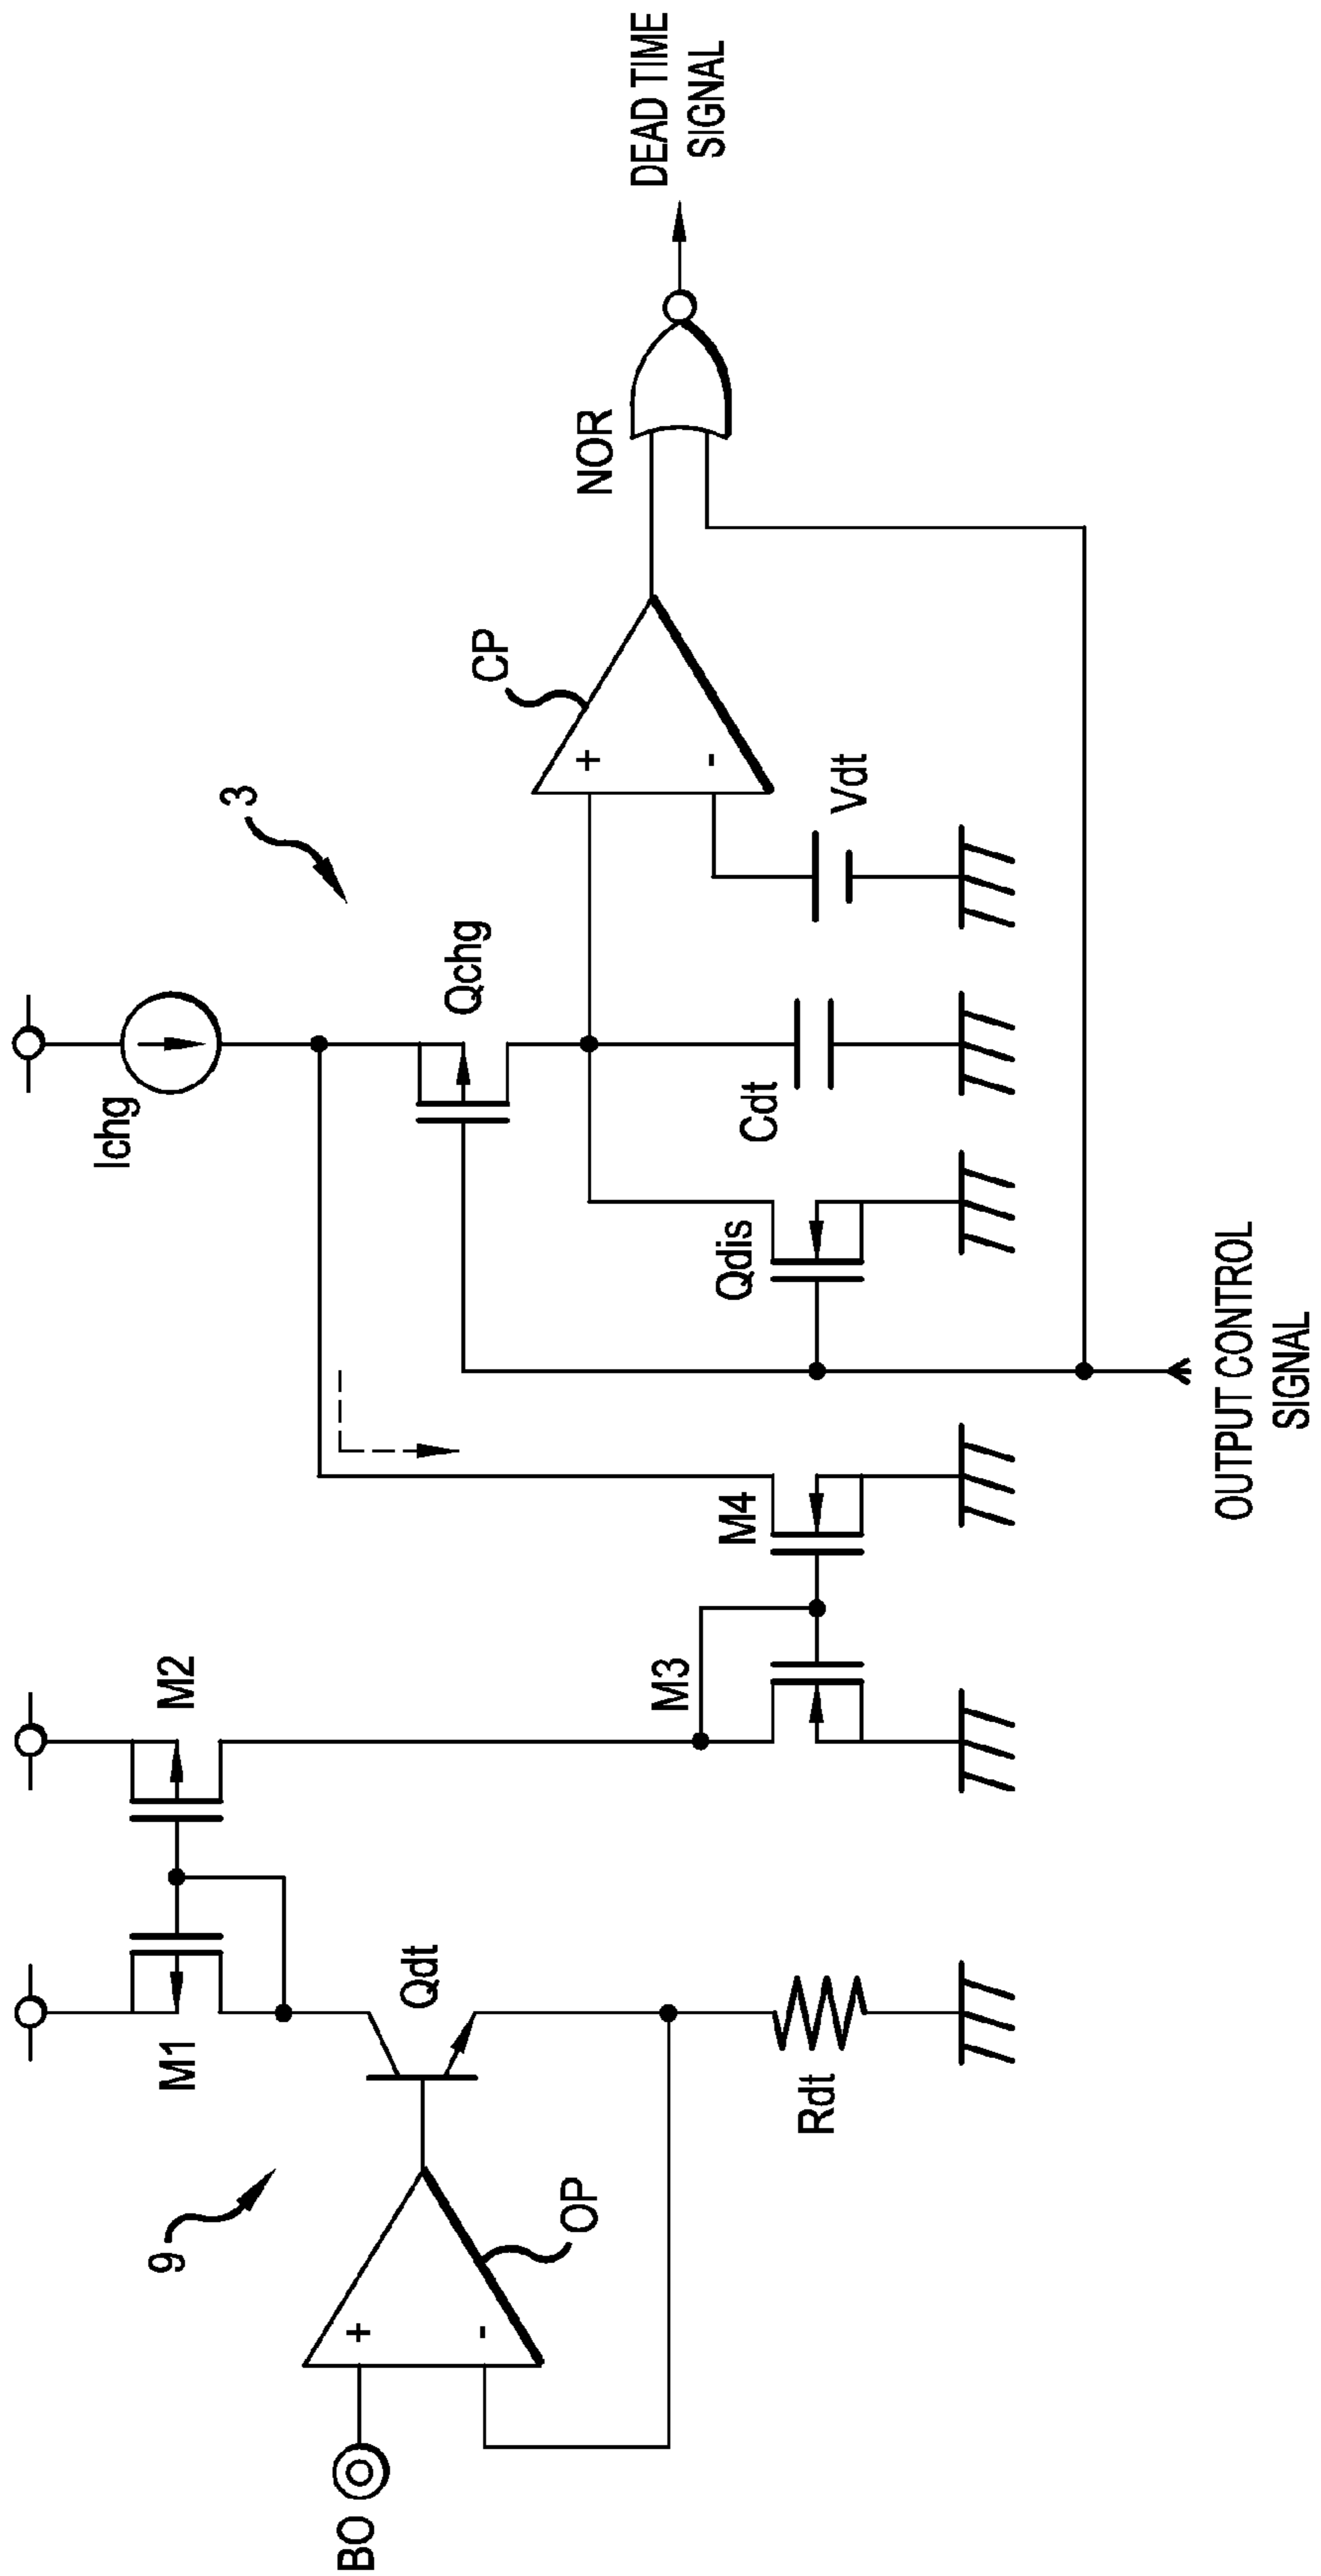 BO
9
+
-
OP
M1
Qdt
Rdt
M2
M3
M4
Ichg
Qchg
3
Qdis
Cdt
Vdt
+
-
CP
NOR
DEAD TIME
SIGNAL
OUTPUT CONTROL
SIGNAL